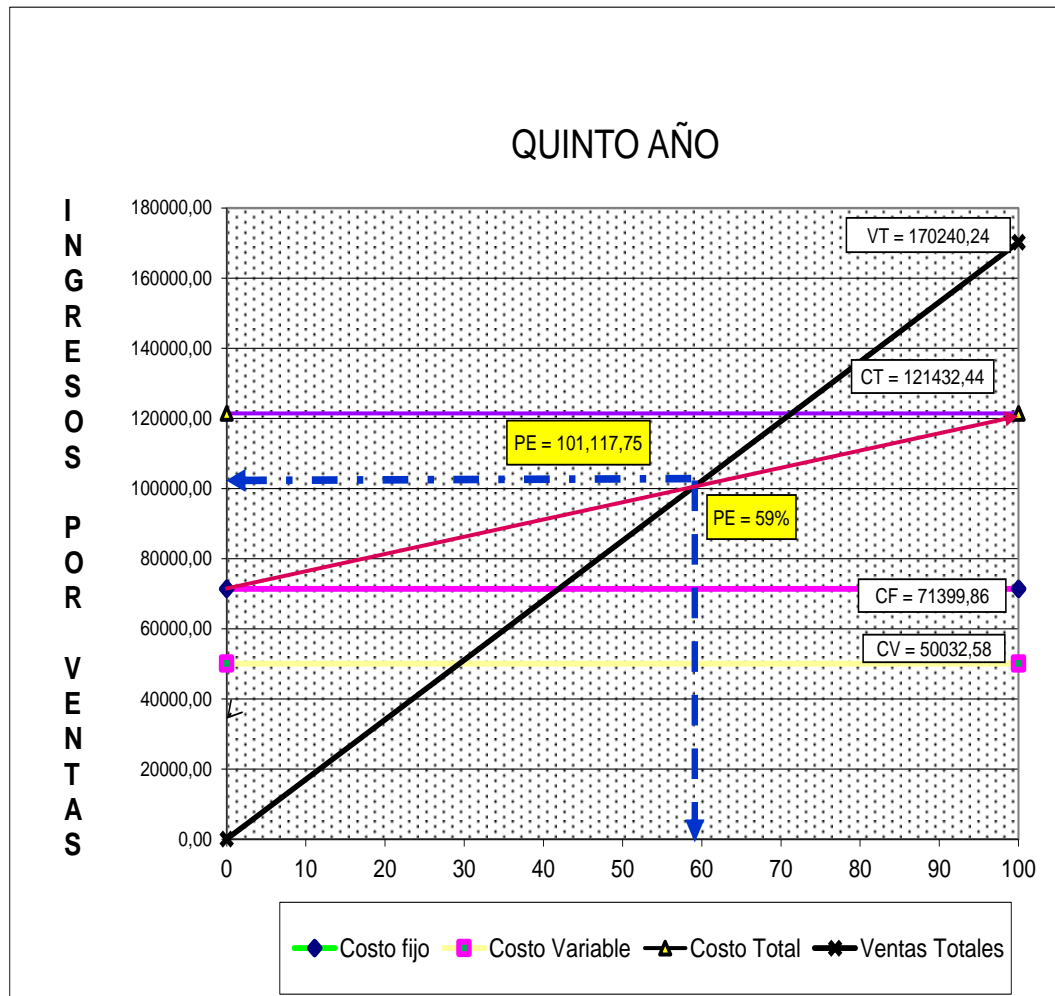 QUINTO AÑO
INGRESOS POR VENTAS
180000,00
160000,00
140000,00
120000,00
100000,00
80000,00
60000,00
40000,00
20000,00
0,00
VT = 170240,24
CT = 121432,44
PE = 101,117,75
PE = 59%
CF = 71399,86
CV = 50032,58
0 10 20 30 40 50 60 70 80 90 100
Costo fijo Costo Variable Costo Total Ventas Totales